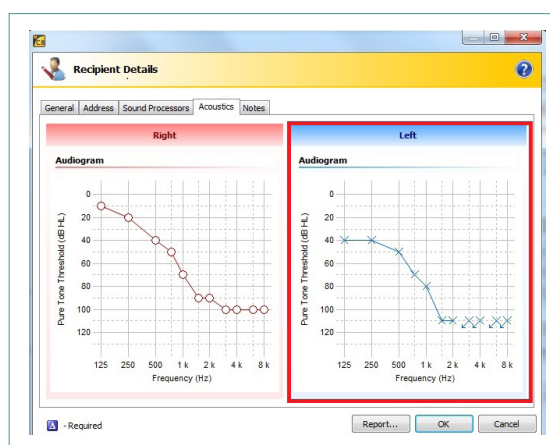 Recipient Details
General Address Sound Processors Acoustics Notes
Right
Audiogram
Pure Tone Threshold (dB HL)
0
20
40
60
80
100
120
125 250 500 1 k 2 k 4 k 8 k
Frequency (Hz)
Left
Audiogram
Pure Tone Threshold (dB HL)
0
20
40
60
80
100
120
125 250 500 1 k 2 k 4 k 8 k
Frequency (Hz)
- Required
Report... OK Cancel